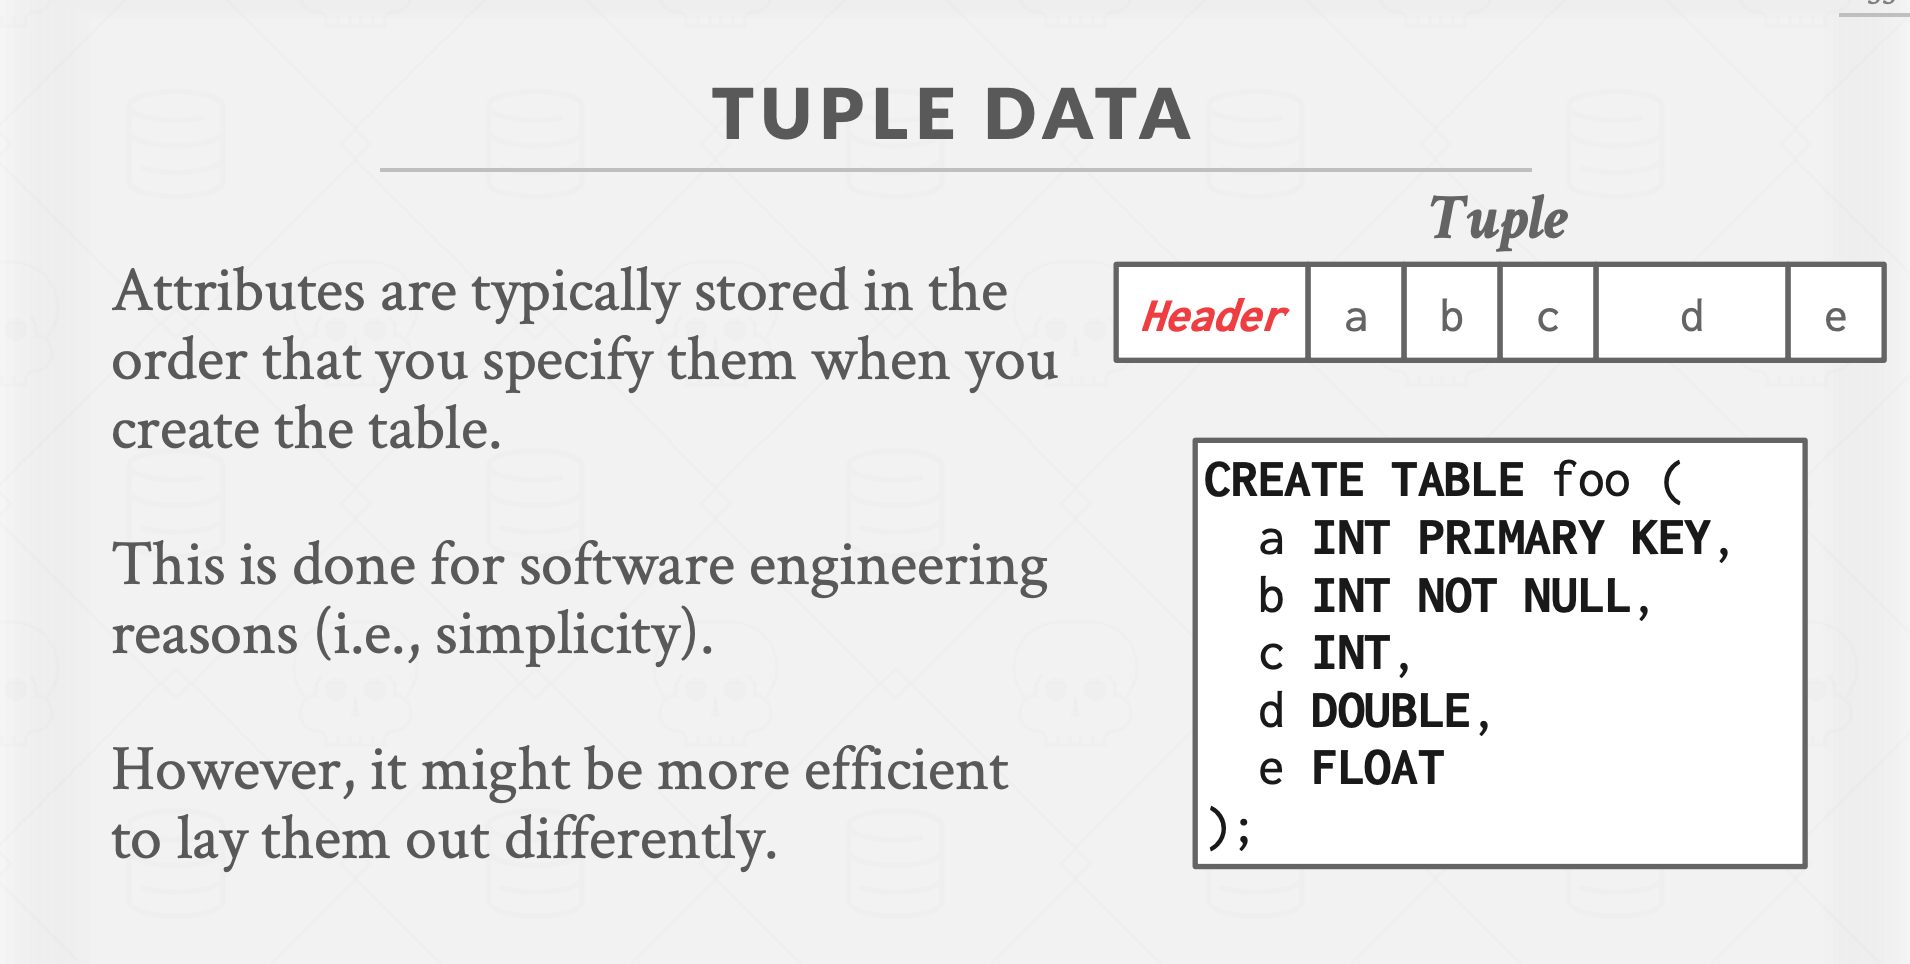 TUPLE DATA
Attributes are typically stored in the
order that you specify them when you
create the table.
This is done for software engineering
reasons (i.e., simplicity).
However, it might be more efficient
to lay them out differently.
Tuple
Header a b c d e
CREATE TABLE foo (
a INT PRIMARY KEY,
b INT NOT NULL,
c INT,
d DOUBLE,
e FLOAT
);